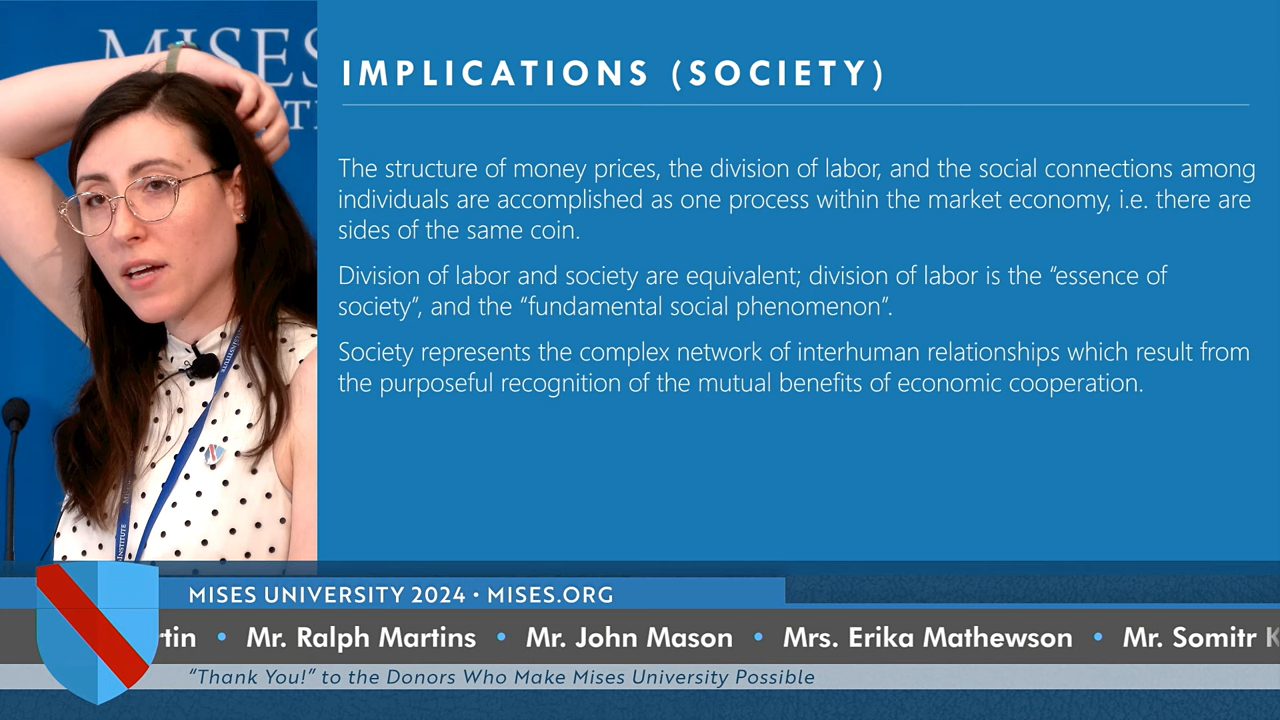 MISES
IMPLICATIONS (SOCIETY)
The structure of money prices, the division of labor, and the social connections among
individuals are accomplished as one process within the market economy, i.e. there are
sides of the same coin.
Division of labor and society are equivalent; division of labor is the “essence of
society”, and the “fundamental social phenomenon”.
Society represents the complex network of interhuman relationships which result from
the purposeful recognition of the mutual benefits of economic cooperation.
MISES UNIVERSITY 2024 • MISES.ORG
rtin • Mr. Ralph Martins • Mr. John Mason • Mrs. Erika Mathewson • Mr. Somitr K
“Thank You!” to the Donors Who Make Mises University Possible